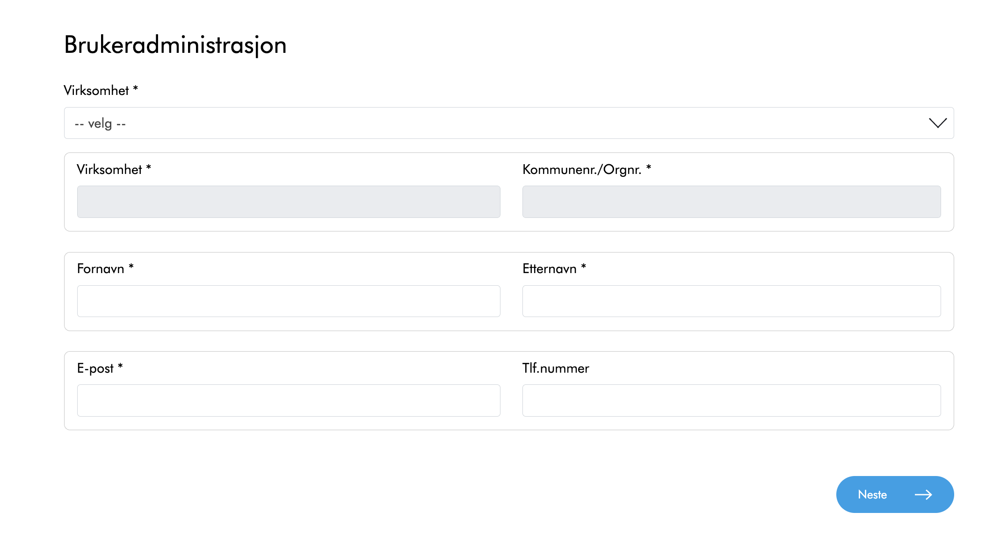 Brukeradministrasjon
Virksomhet *
-- velg --
Virksomhet *
Kommunenr./Orgnr. *
Fornavn *
Etternavn *
E-post *
Tlf.nummer
Neste